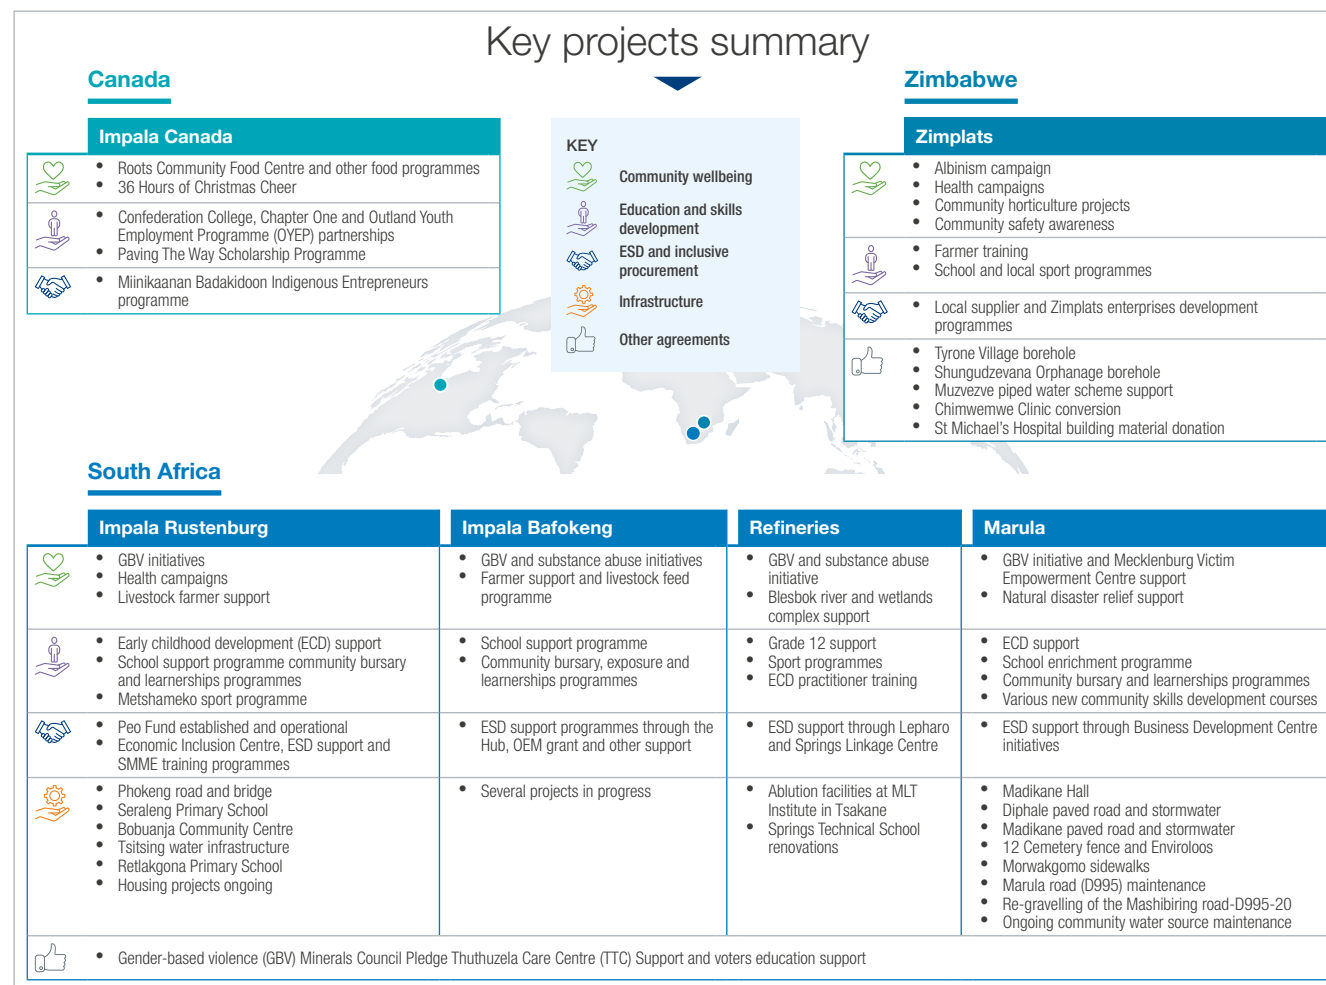 Key projects summary
Canada
Impala Canada
• Roots Community Food Centre and other food programmes
• 36 Hours of Christmas Cheer
• Confederation College, Chapter One and Outland Youth
Employment Programme (OYEP) partnerships
• Paving The Way Scholarship Programme
• Miinikaanan Badakidoon Indigenous Entrepreneurs
programme
KEY
Community wellbeing
Education and skills
development
ESD and inclusive
procurement
Infrastructure
Other agreements
Zimbabwe
Zimplats
• Albinism campaign
• Health campaigns
• Community horticulture projects
• Community safety awareness
• Farmer training
• School and local sport programmes
• Local supplier and Zimplats enterprises development
programmes
• Tyrone Village borehole
• Shungudzevana Orphanage borehole
• Muzvezve piped water scheme support
• Chimwemwe Clinic conversion
• St Michael's Hospital building material donation
South Africa
Impala Rustenburg
Impala Bafokeng
Refineries
Marula
• GBV initiatives
• Health campaigns
• Livestock farmer support
• GBV and substance abuse initiatives
• Farmer support and livestock feed
programme
• GBV and substance abuse
initiative
• Blesbok river and wetlands
complex support
• GBV initiative and Mecklenburg Victim
Empowerment Centre support
• Natural disaster relief support
• Early childhood development (ECD) support
• School support programme community bursary
and learnerships programmes
• Metshameko sport programme
• School support programme
• Community bursary, exposure and
learnerships programmes
• Grade 12 support
• Sport programmes
• ECD practitioner training
• ECD support
• School enrichment programme
• Community bursary and learnerships programmes
• Various new community skills development courses
• Peo Fund established and operational
• Economic Inclusion Centre, ESD support and
SMME training programmes
• ESD support programmes through the
Hub, OEM grant and other support
• ESD support through Lepharo
and Springs Linkage Centre
• ESD support through Business Development Centre
initiatives
• Phokeng road and bridge
• Seraleng Primary School
• Bobuanja Community Centre
• Tsitsing water infrastructure
• Retlakgona Primary School
• Housing projects ongoing
• Several projects in progress
• Ablution facilities at MLT
Institute in Tsakane
• Springs Technical School
renovations
• Madikane Hall
• Diphale paved road and stormwater
• Madikane paved road and stormwater
• 12 Cemetery fence and Enviroloos
• Morwakgomo sidewalks
• Marula road (D995) maintenance
• Re-gravelling of the Mashibiring road-D995-20
• Ongoing community water source maintenance
• Gender-based violence (GBV) Minerals Council Pledge Thuthuzela Care Centre (TTC) Support and voters education support